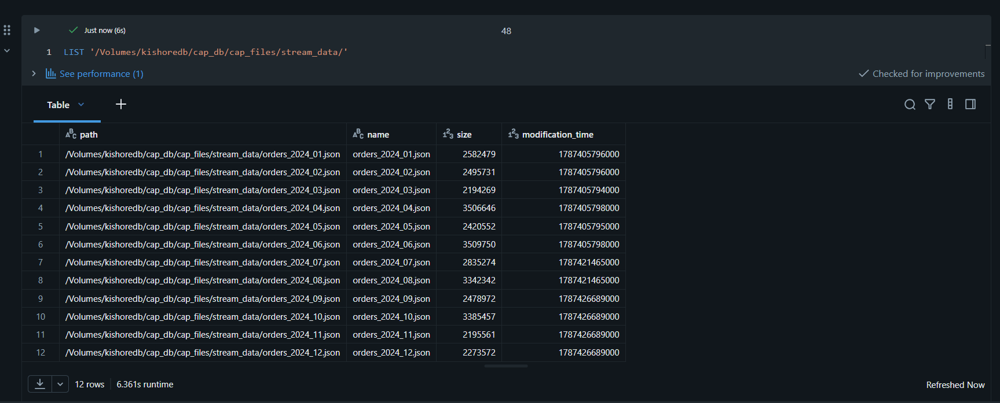 Just now (6s)
48
1 LIST '/Volumes/kishoredb/cap_db/cap_files/stream_data/'
See performance (1)
Checked for improvements
Table
path name size modification_time
1 /Volumes/kishoredb/cap_db/cap_files/stream_data/orders_2024_01.json orders_2024_01.json 2582479 1787405796000
2 /Volumes/kishoredb/cap_db/cap_files/stream_data/orders_2024_02.json orders_2024_02.json 2495731 1787405796000
3 /Volumes/kishoredb/cap_db/cap_files/stream_data/orders_2024_03.json orders_2024_03.json 2194269 1787405794000
4 /Volumes/kishoredb/cap_db/cap_files/stream_data/orders_2024_04.json orders_2024_04.json 3506646 1787405798000
5 /Volumes/kishoredb/cap_db/cap_files/stream_data/orders_2024_05.json orders_2024_05.json 2420552 1787405795000
6 /Volumes/kishoredb/cap_db/cap_files/stream_data/orders_2024_06.json orders_2024_06.json 3509750 1787405798000
7 /Volumes/kishoredb/cap_db/cap_files/stream_data/orders_2024_07.json orders_2024_07.json 2835274 1787421465000
8 /Volumes/kishoredb/cap_db/cap_files/stream_data/orders_2024_08.json orders_2024_08.json 3342342 1787421465000
9 /Volumes/kishoredb/cap_db/cap_files/stream_data/orders_2024_09.json orders_2024_09.json 2478972 1787426689000
10 /Volumes/kishoredb/cap_db/cap_files/stream_data/orders_2024_10.json orders_2024_10.json 3385457 1787426689000
11 /Volumes/kishoredb/cap_db/cap_files/stream_data/orders_2024_11.json orders_2024_11.json 2195561 1787426689000
12 /Volumes/kishoredb/cap_db/cap_files/stream_data/orders_2024_12.json orders_2024_12.json 2273572 1787426689000
12 rows 6.361s runtime
Refreshed Now